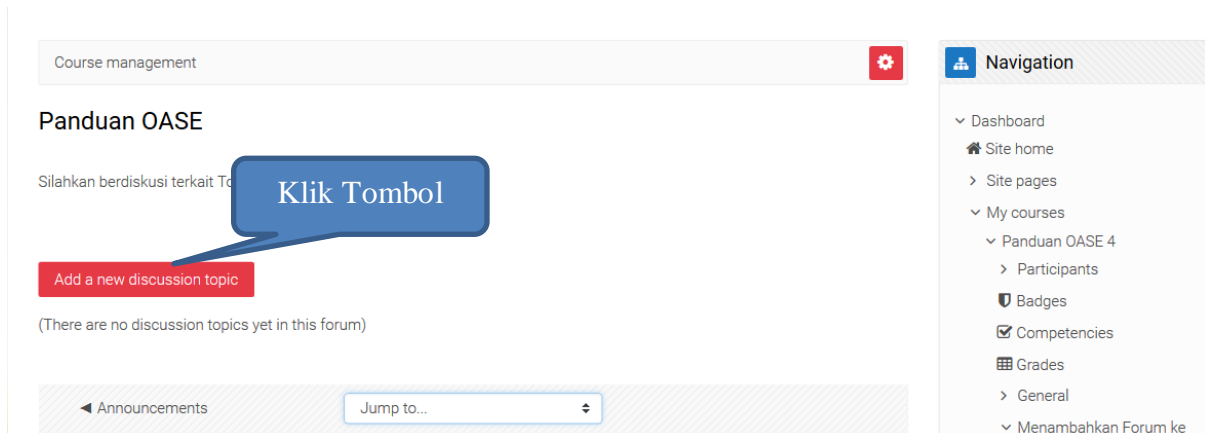 Course management
Panduan OASE
Silahkan berdiskusi terkait
Klik Tombol
Add a new discussion topic
(There are no discussion topics yet in this forum)
◄ Announcements
Jump to...
Navigation
Dashboard
Site home
Site pages
My courses
Panduan OASE 4
Participants
Badges
Competencies
Grades
General
Menambahkan Forum ke